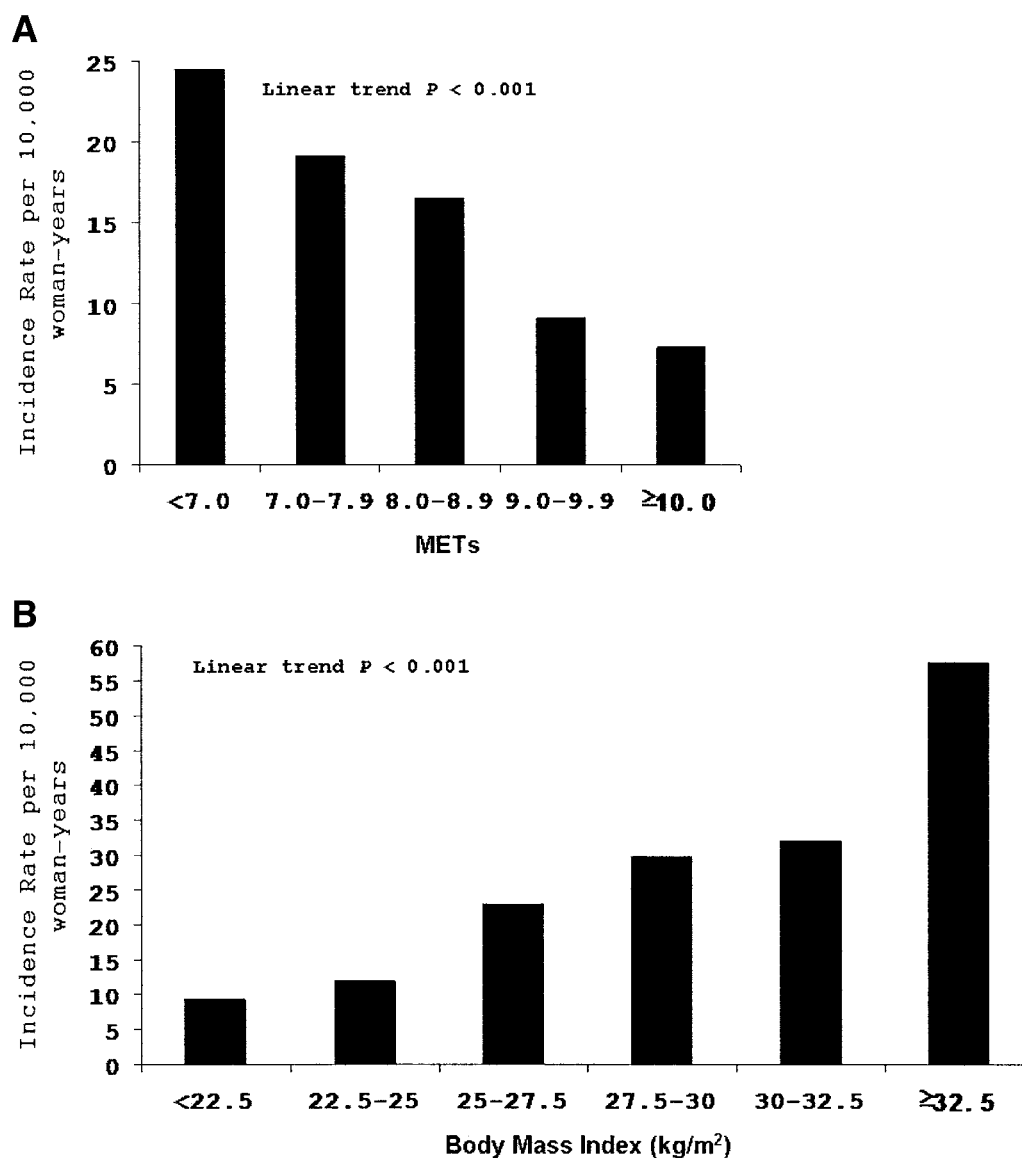 A
Incidence Rate per 10,000
woman-years
25
20
15
10
5
0
Linear trend P < 0.001
<7.0 7.0-7.9 8.0-8.9 9.0-9.9 ≥10.0
METs
B
Incidence Rate per 10,000
woman-years
60
55
50
45
40
35
30
25
20
15
10
5
0
Linear trend P < 0.001
<22.5 22.5-25 25-27.5 27.5-30 30-32.5 ≥32.5
Body Mass Index (kg/m²)